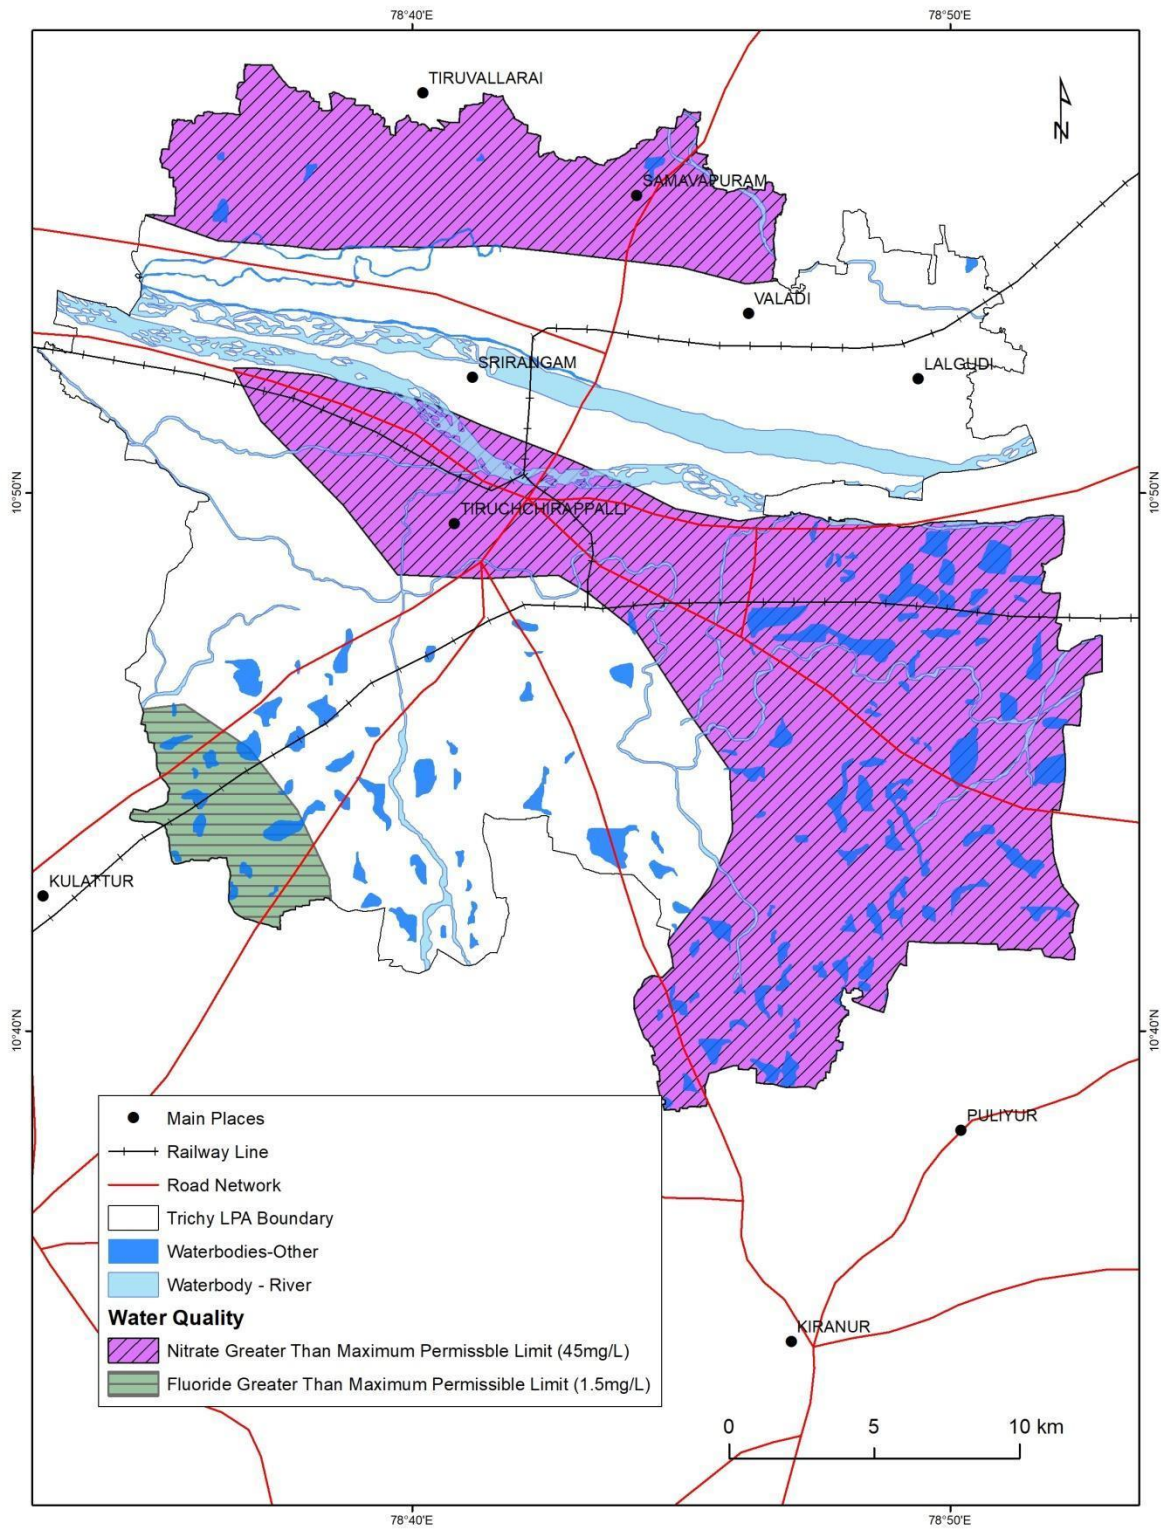 78°40'E
78°50'E
TIRUVALLARAI
N
SAMAVAPURAM
VALADI
SRIRANGAM
LALGUDI
10°50'N
10°50'N
TIRUCHCHIRAPPALLI
KULATTUR
10°40'N
10°40'N
PULIYUR
KIRANUR
Main Places
Railway Line
Road Network
Trichy LPA Boundary
Waterbodies-Other
Waterbody - River
Water Quality
Nitrate Greater Than Maximum Permissble Limit (45mg/L)
Fluoride Greater Than Maximum Permissible Limit (1.5mg/L)
0 5 10 km
78°40'E
78°50'E